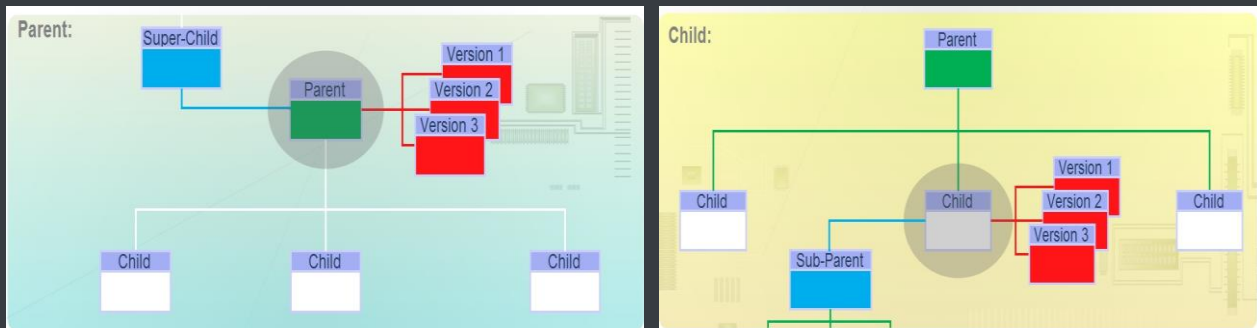 Parent:
Super-Child
Parent
Version 1
Version 2
Version 3
Child
Child
Child
Child:
Parent
Child
Child
Child
Version 1
Version 2
Version 3
Sub-Parent